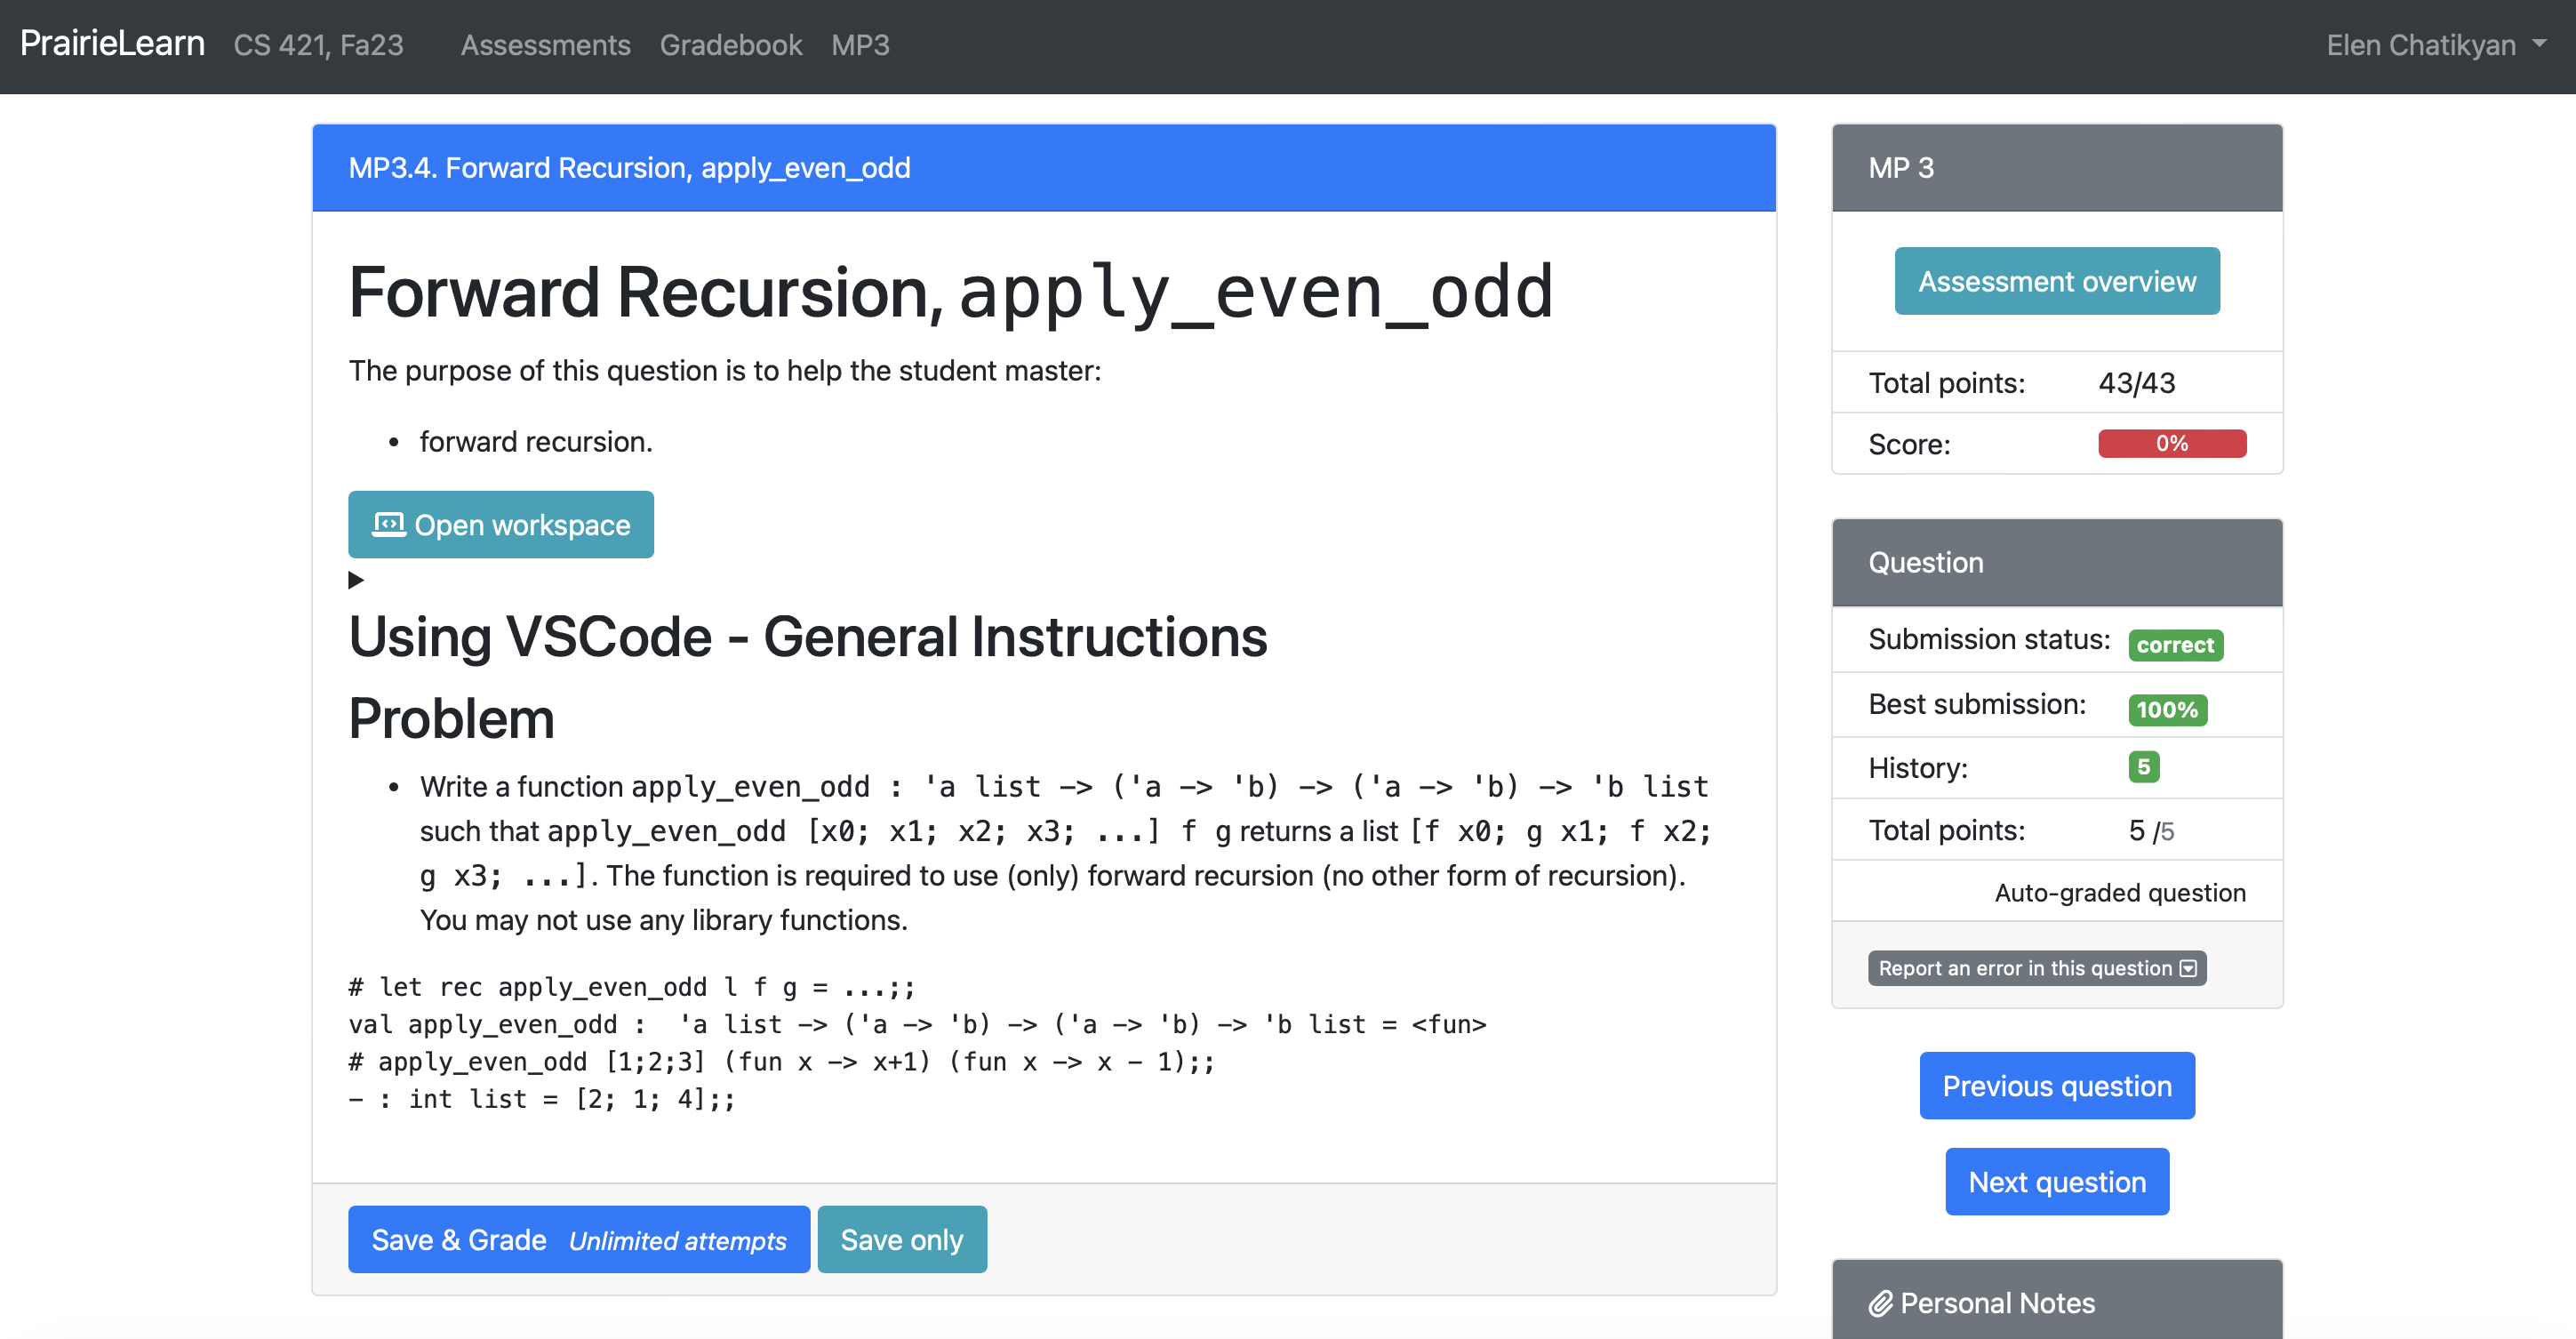 PrairieLearn CS 421, Fa23 Assessments Gradebook MP3 Elen Chatikyan
MP3.4. Forward Recursion, apply_even_odd
Forward Recursion, apply_even_odd
The purpose of this question is to help the student master:
• forward recursion.
Open workspace
Using VSCode - General Instructions
Problem
• Write a function apply_even_odd : 'a list -> ('a -> 'b) -> ('a -> 'b) -> 'b list
such that apply_even_odd [x0; x1; x2; x3; ...] f g returns a list [f x0; g x1; f x2;
g x3; ...]. The function is required to use (only) forward recursion (no other form of recursion).
You may not use any library functions.
# let rec apply_even_odd l f g = ...;;
val apply_even_odd :  'a list -> ('a -> 'b) -> ('a -> 'b) -> 'b list = <fun>
# apply_even_odd [1;2;3] (fun x -> x+1) (fun x -> x - 1);;
- : int list = [2; 1; 4];;
Save & Grade Unlimited attempts Save only
MP 3
Assessment overview
Total points: 43/43
Score: 0%
Question
Submission status: correct
Best submission: 100%
History: 5
Total points: 5 /5
Auto-graded question
Report an error in this question
Previous question
Next question
Personal Notes